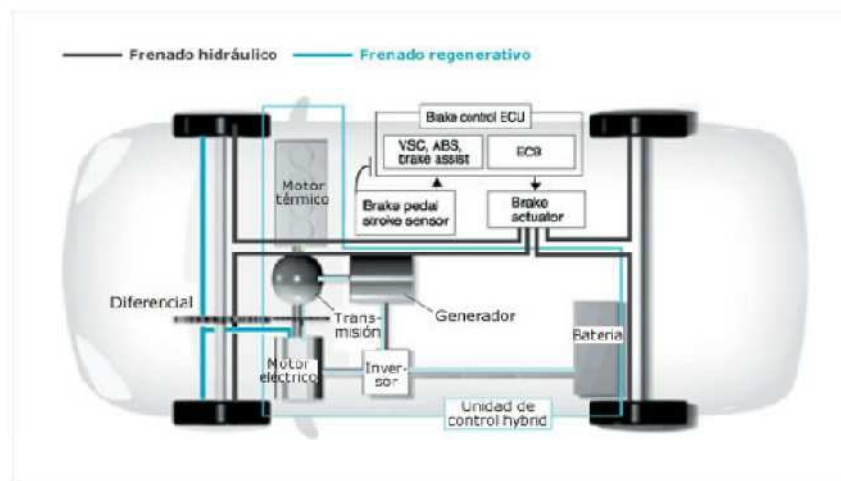 Frenado hidráulico
Frenado regenerativo
Brake control ECU
VSC, ABS,
brake assist
ECB
Motor
térmico
Brake pedal
stroke sensor
Brake
actualor
Diferencial
Trans-
misión
Generador
Bateria
Motor
eléctrico
Inver-
sor
Unidad de
control hybrid